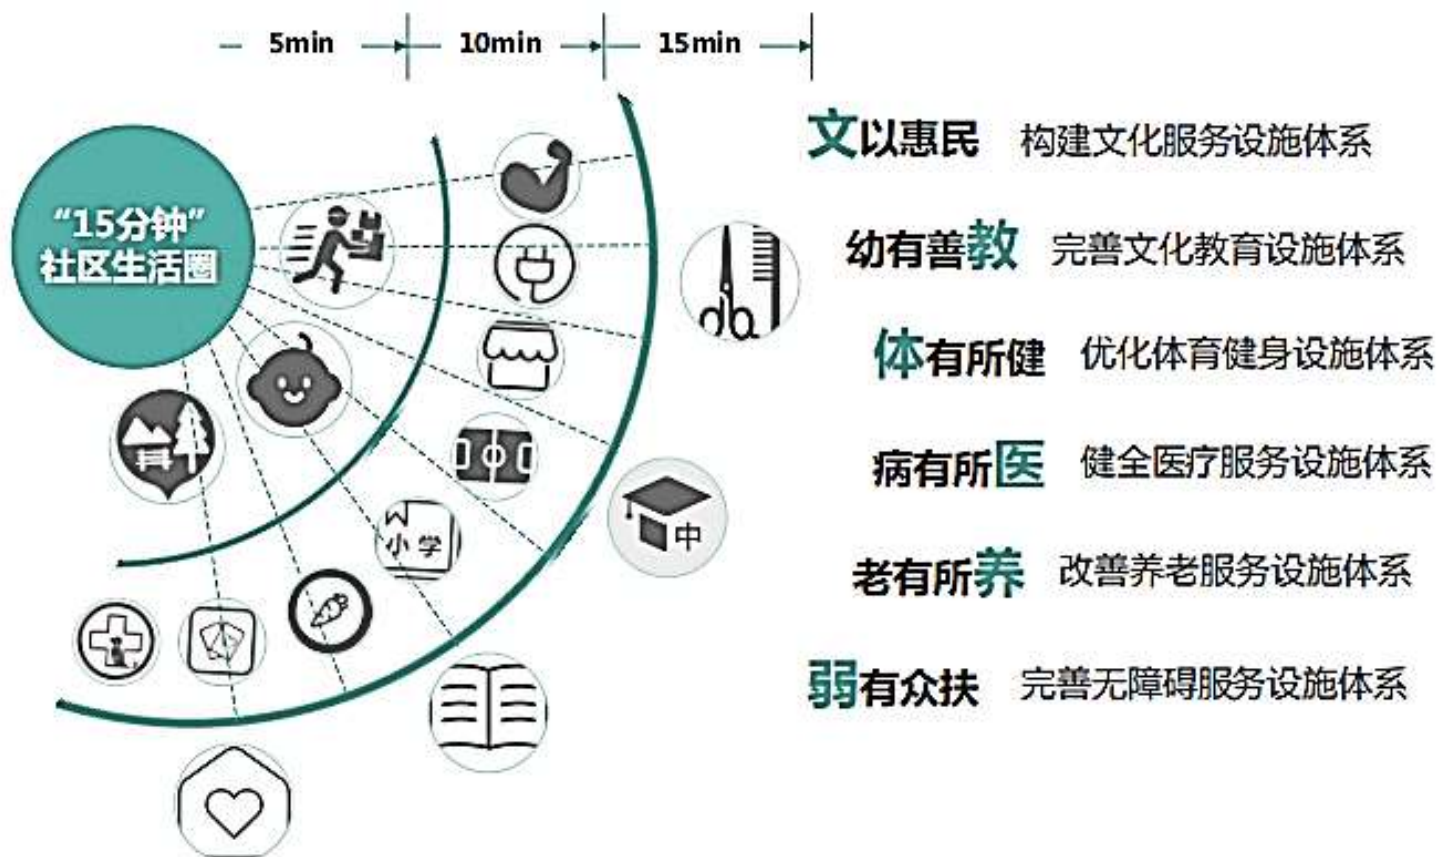 5min 10min 15min
“15分钟”
社区生活圈
小学
中
文以惠民 构建文化服务设施体系
幼有善教 完善文化教育设施体系
体有所健 优化体育健身设施体系
病有所医 健全医疗服务设施体系
老有所养 改善养老服务设施体系
弱有众扶 完善无障碍服务设施体系